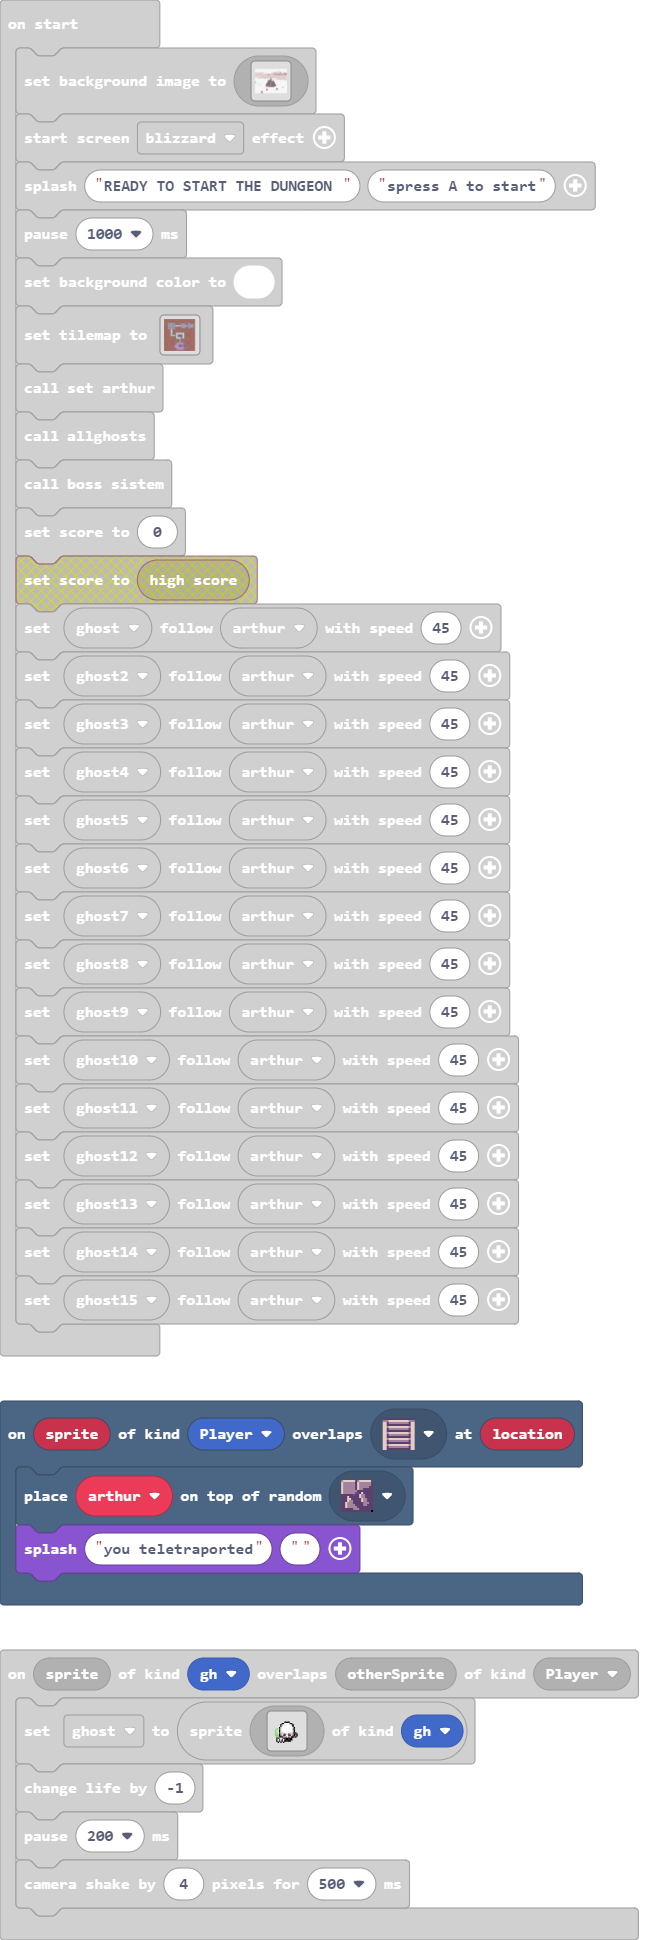 on start
set background image to
start screen blizzard effect
splash "READY TO START THE DUNGEON " "spress A to start"
pause 1000 ms
set background color to
set tilemap to
call set arthur
call allghosts
call boss sistem
set score to 0
set score to high score
set ghost follow arthur with speed 45
set ghost2 follow arthur with speed 45
set ghost3 follow arthur with speed 45
set ghost4 follow arthur with speed 45
set ghost5 follow arthur with speed 45
set ghost6 follow arthur with speed 45
set ghost7 follow arthur with speed 45
set ghost8 follow arthur with speed 45
set ghost9 follow arthur with speed 45
set ghost10 follow arthur with speed 45
set ghost11 follow arthur with speed 45
set ghost12 follow arthur with speed 45
set ghost13 follow arthur with speed 45
set ghost14 follow arthur with speed 45
set ghost15 follow arthur with speed 45
on sprite of kind Player overlaps at location
place arthur on top of random
splash "you teletraported" " "
on sprite of kind gh overlaps otherSprite of kind Player
set ghost to sprite of kind gh
change life by -1
pause 200 ms
camera shake by 4 pixels for 500 ms